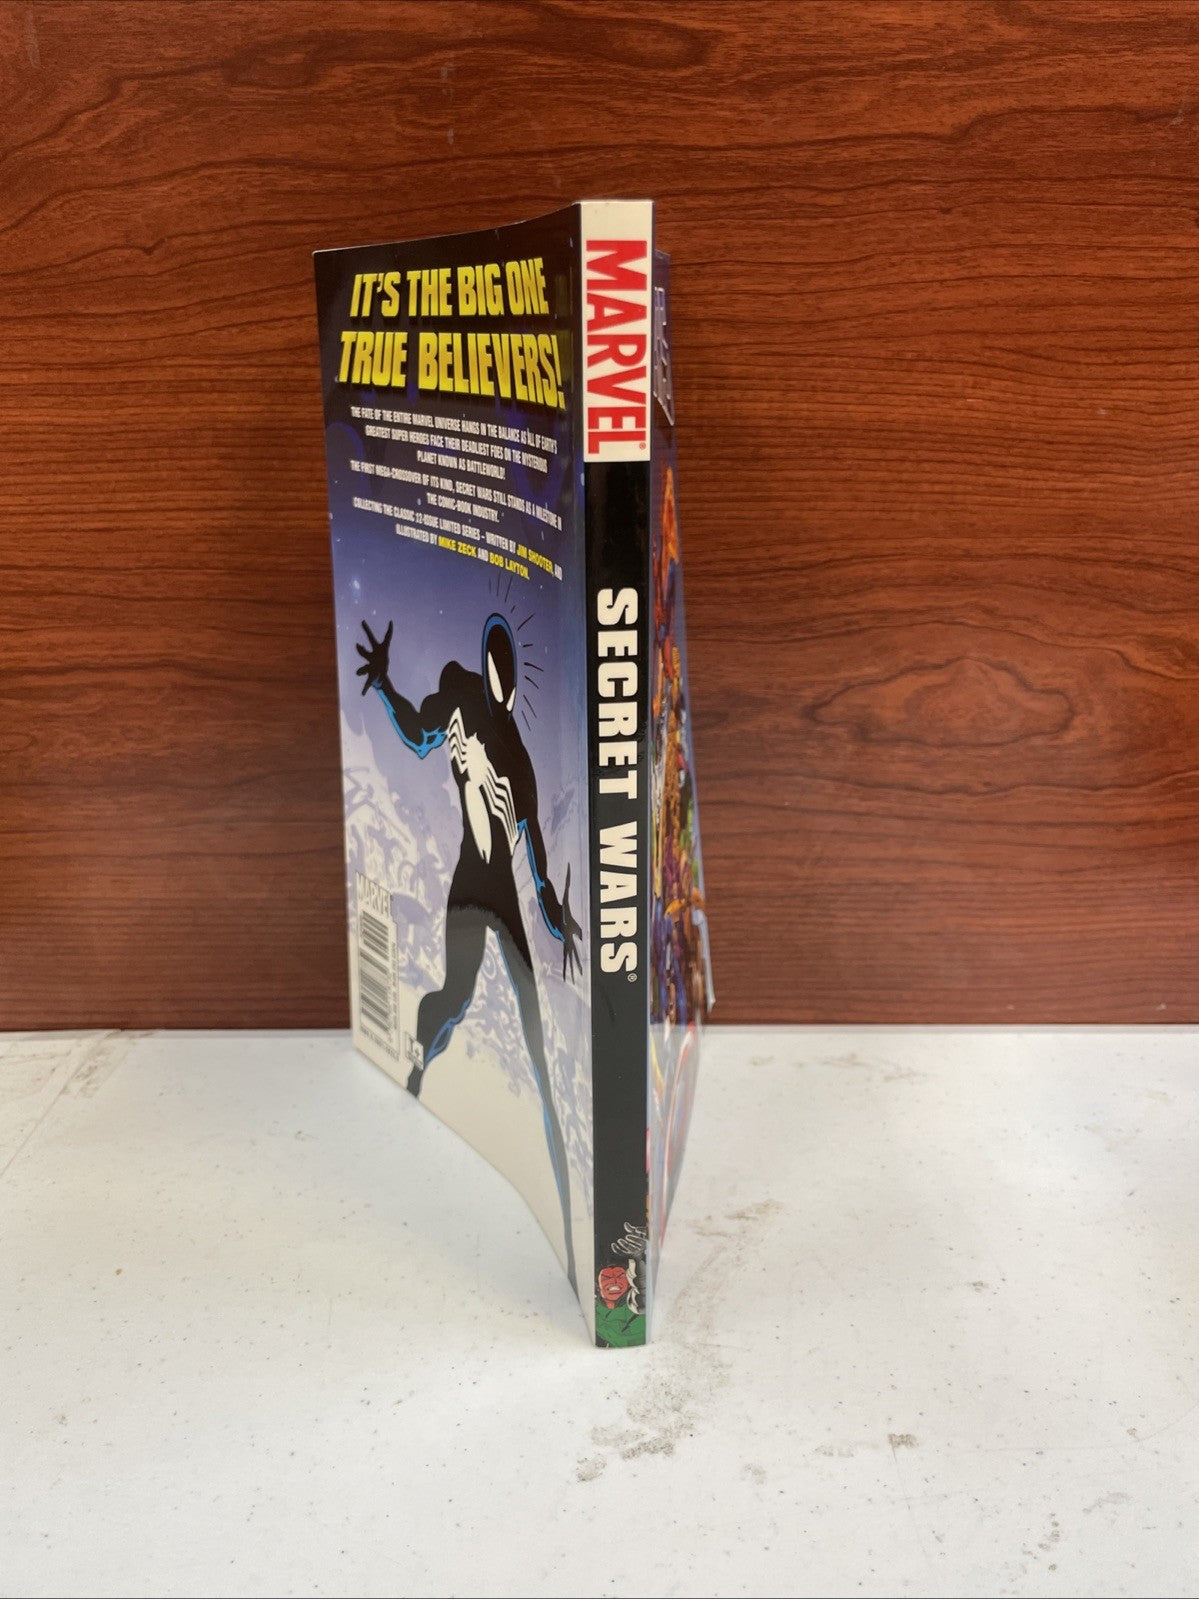 IT'S THE BIG ONE
TRUE BELIEVERS!
THE FATE OF THE ENTIRE MARVEL UNIVERSE HANGS IN THE BALANCE AS ALL OF EARTH'S
GREATEST SUPER HEROES FACE THEIR DEADLIEST FOES ON THE MYSTERIOUS
PLANET KNOWN AS BATTLEWORLD!
THE FIRST MEGA-CROSSOVER OF ITS KIND, SECRET WARS STILL STANDS AS A MILESTONE IN
THE COMIC-BOOK INDUSTRY.
COLLECTING THE CLASSIC 12-ISSUE LIMITED SERIES – WRITTEN BY JIM SHOOTER, AND
ILLUSTRATED BY MIKE ZECK AND BOB LAYTON.
MARVEL
MARVEL®
SECRET WARS®